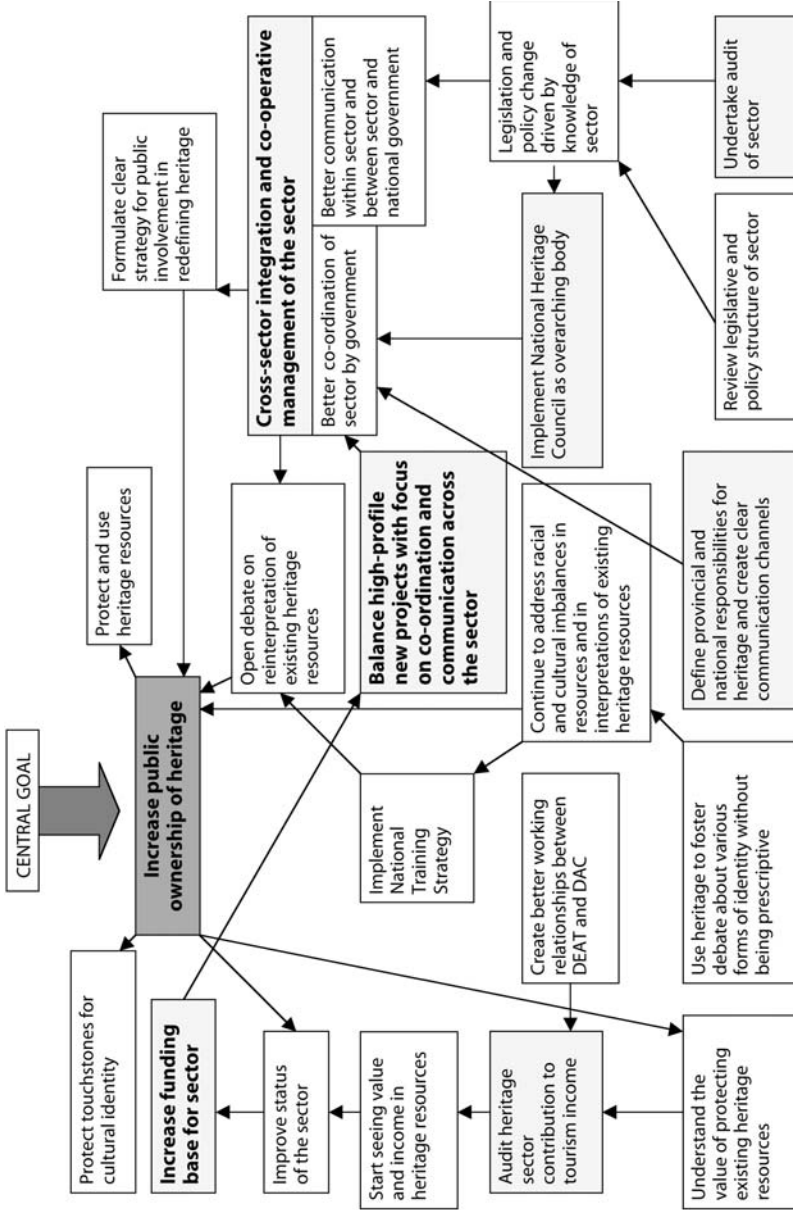 CENTRAL GOAL
Increase public
ownership of heritage
Protect touchstones for
cultural identity
Protect and use
heritage resources
Formulate clear
strategy for public
involvement in
redefining heritage
Increase funding
base for sector
Improve status
of the sector
Start seeing value
and income in
heritage resources
Audit heritage
sector
contribution to
tourism income
Understand the
value of protecting
existing heritage
resources
Create better working
relationships between
DEAT and DAC
Implement
National
Training
Strategy
Open debate on
reinterpretation of
existing heritage
resources
Balance high-profile
new projects with focus
on co-ordination and
communication across
the sector
Continue to address racial
and cultural imbalances in
resources and in
interpretations of existing
heritage resources
Use heritage to foster
debate about various
forms of identity without
being prescriptive
Cross-sector integration and co-operative
management of the sector
Better co-ordination of
sector by government
Better communication
within sector and
between sector and
national government
Implement National Heritage
Council as overarching body
Legislation and
policy change
driven by
knowledge of
sector
Define provincial and
national responsibilities for
heritage and create clear
communication channels
Review legislative and
policy structure of sector
Undertake audit
of sector